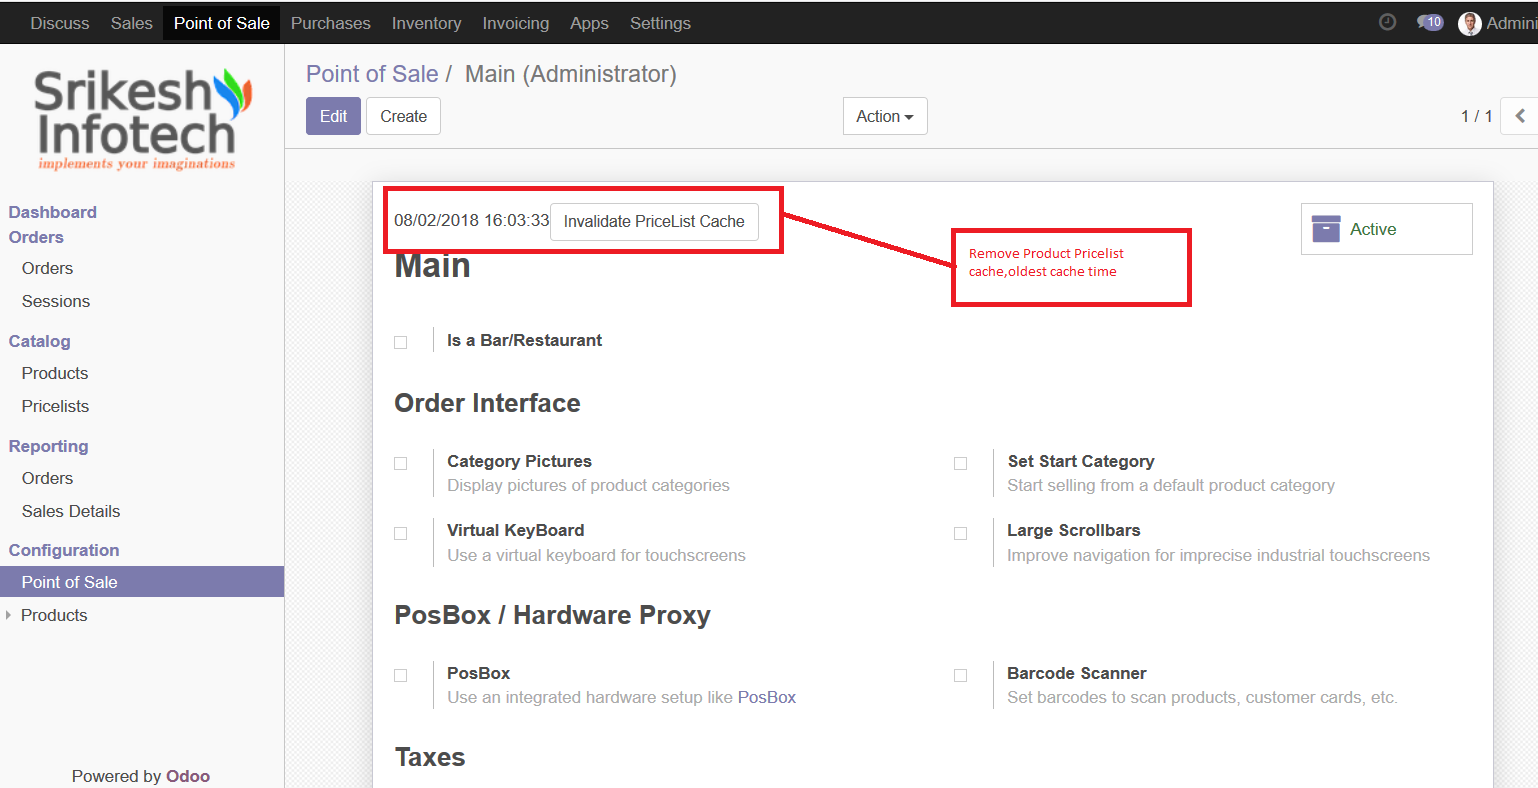 Discuss Sales Point of Sale Purchases Inventory Invoicing Apps Settings 10 Admini
Srikesh
Infotech
implements your imaginations
Dashboard
Orders
Orders
Sessions
Catalog
Products
Pricelists
Reporting
Orders
Sales Details
Configuration
Point of Sale
Products
Powered by Odoo
Point of Sale / Main (Administrator)
Edit Create Action 1 / 1
08/02/2018 16:03:33 Invalidate PriceList Cache
Remove Product Pricelist
cache,oldest cache time
Active
Main
Is a Bar/Restaurant
Order Interface
Category Pictures
Display pictures of product categories
Set Start Category
Start selling from a default product category
Virtual KeyBoard
Use a virtual keyboard for touchscreens
Large Scrollbars
Improve navigation for imprecise industrial touchscreens
PosBox / Hardware Proxy
PosBox
Use an integrated hardware setup like PosBox
Barcode Scanner
Set barcodes to scan products, customer cards, etc.
Taxes